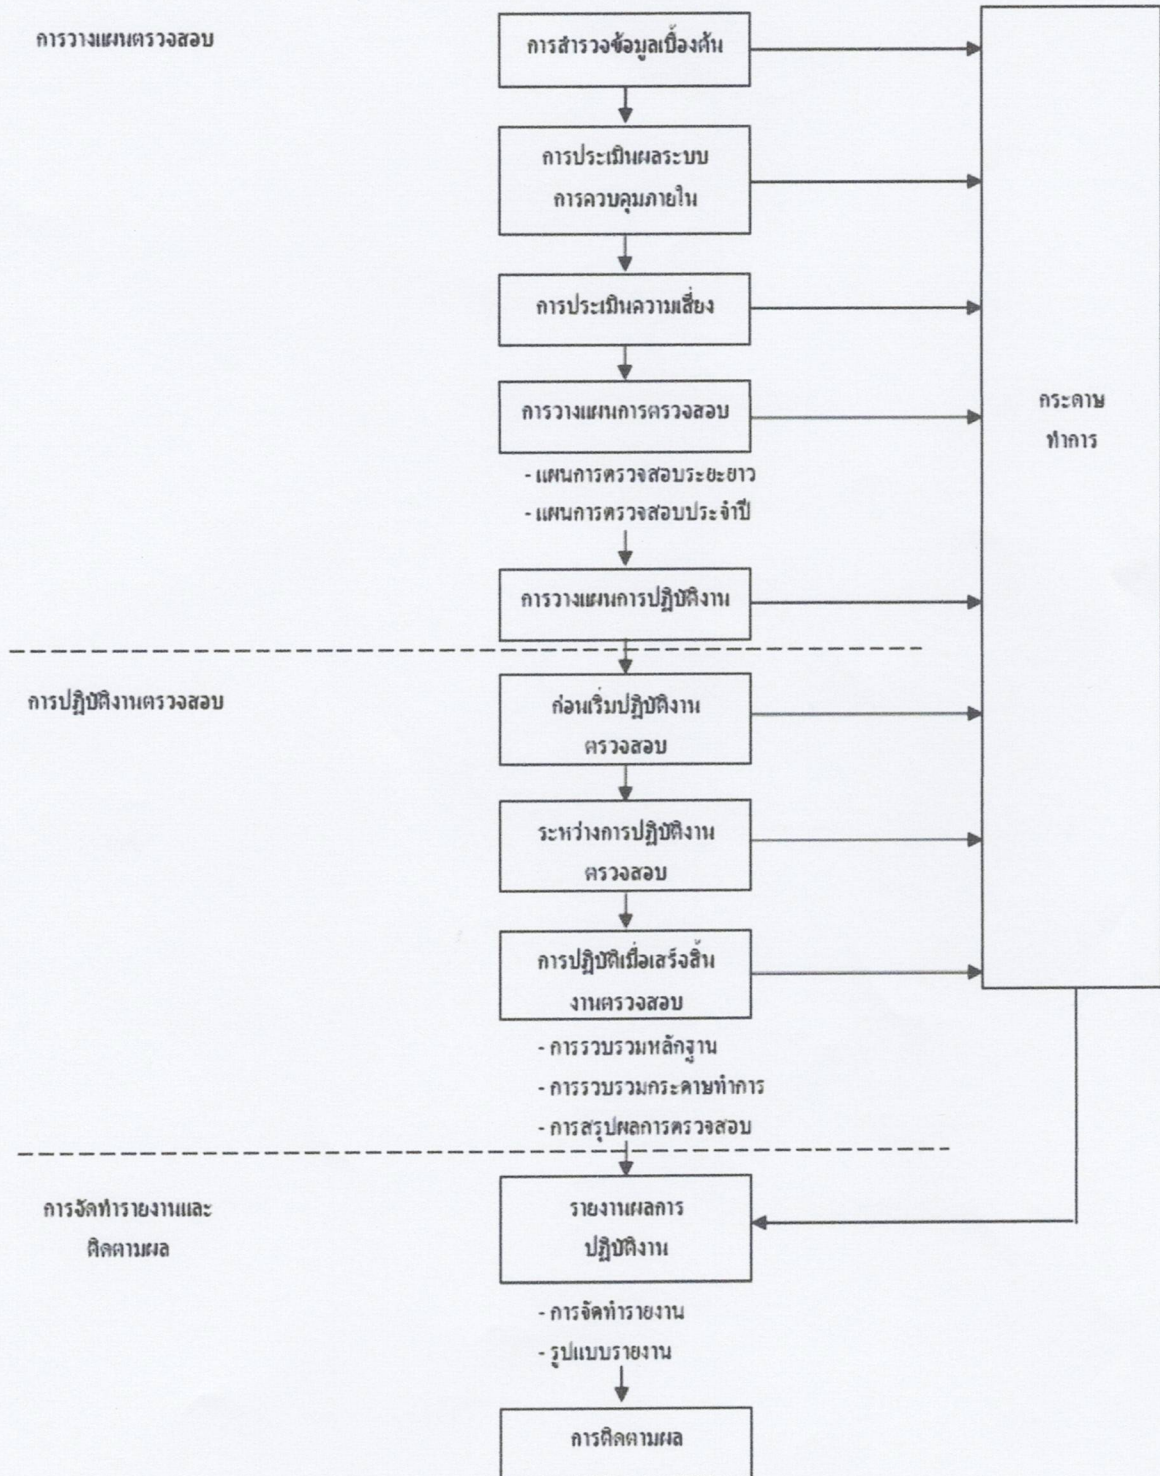 การวางแผนตรวจสอบ
การสำรวจข้อมูลเบื้องต้น
การประเมินผลระบบ
การควบคุมภายใน
การประเมินความเสี่ยง
การวางแผนการตรวจสอบ
- แผนการตรวจสอบระยะยาว
- แผนการตรวจสอบประจำปี
การวางแผนการปฏิบัติงาน
กระดาษ
ทำการ
การปฏิบัติงานตรวจสอบ
ก่อนเริ่มปฏิบัติงาน
ตรวจสอบ
ระหว่างการปฏิบัติงาน
ตรวจสอบ
การปฏิบัติเมื่อเสร็จสิ้น
งานตรวจสอบ
- การรวบรวมหลักฐาน
- การรวบรวมกระดาษทำการ
- การสรุปผลการตรวจสอบ
การจัดทำรายงานและ
ติดตามผล
รายงานผลการ
ปฏิบัติงาน
- การจัดทำรายงาน
- รูปแบบรายงาน
การติดตามผล